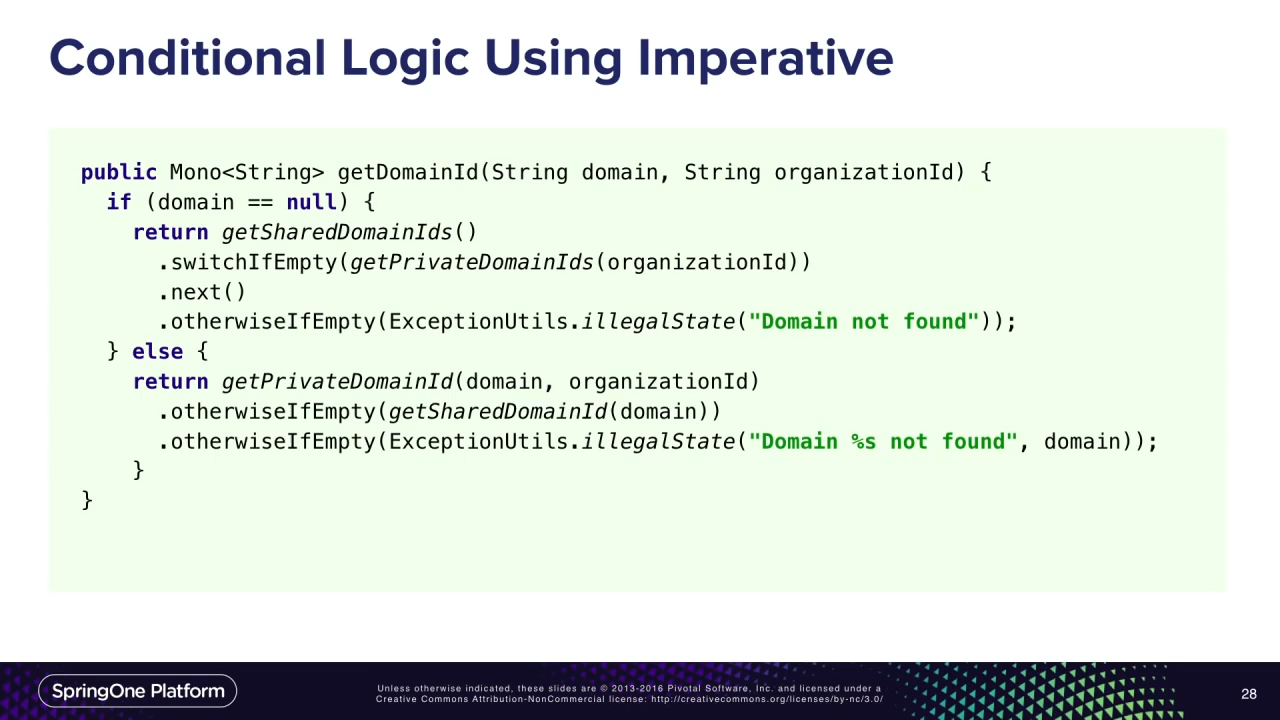 Conditional Logic Using Imperative
public Mono<String> getDomainId(String domain, String organizationId) {
  if (domain == null) {
    return getSharedDomainIds()
      .switchIfEmpty(getPrivateDomainIds(organizationId))
      .next()
      .otherwiseIfEmpty(ExceptionUtils.illegalState("Domain not found"));
  } else {
    return getPrivateDomainId(domain, organizationId)
      .otherwiseIfEmpty(getSharedDomainId(domain))
      .otherwiseIfEmpty(ExceptionUtils.illegalState("Domain %s not found", domain));
    }
}
SpringOne Platform
Unless otherwise indicated, these slides are © 2013-2016 Pivotal Software, Inc. and licensed under a
Creative Commons Attribution-NonCommercial license: http://creativecommons.org/licenses/by-nc/3.0/
28